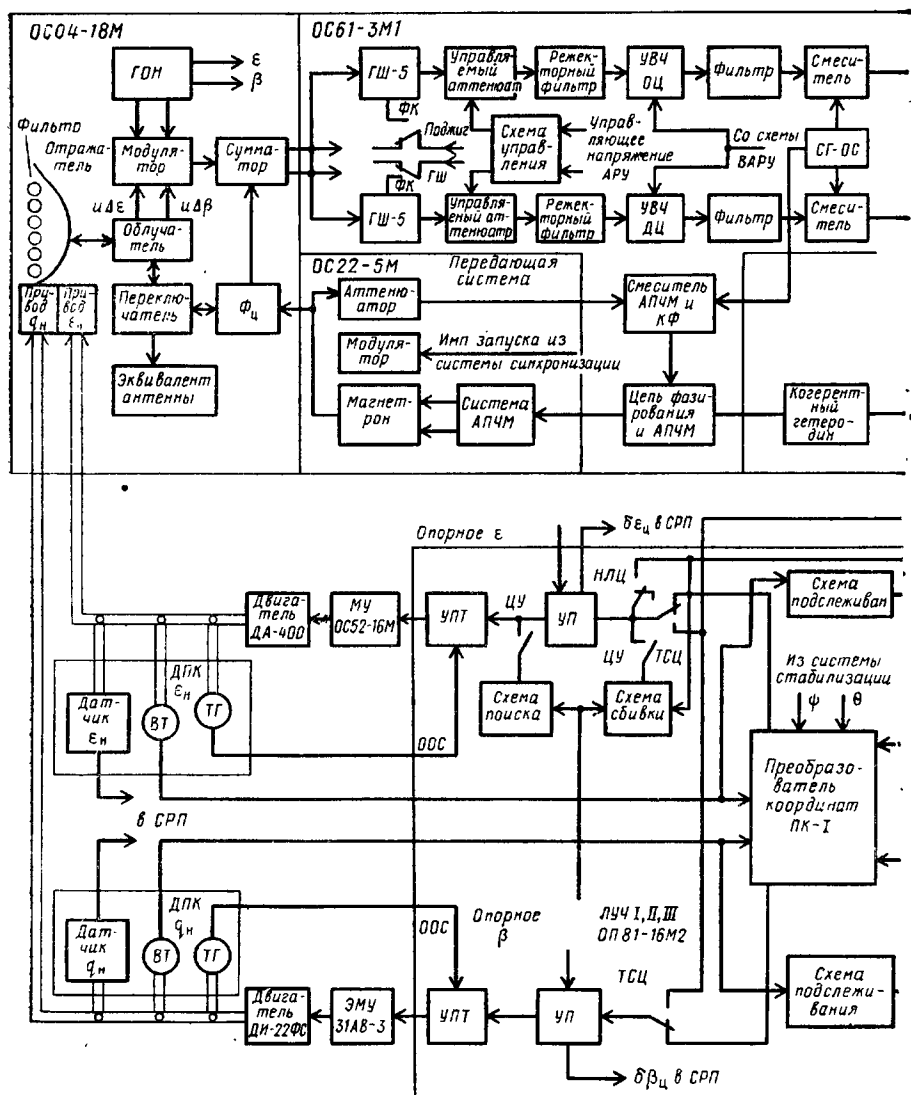 ОС04-18М
ОС61-3М1
ГОН
ε
β
Фильтр
Отража-
тель
Модуля-
тор
Сумма-
тор
uΔε
uΔβ
Облуча-
тель
При-
вод
qн
При-
вод
εн
Переклю-
чатель
Фц
Эквивалент
антенны
ГШ-5
ФК
Управля-
емый
аттенюатр
Режек-
торный
фильтр
УВЧ
ОЦ
Фильтр
Смеси-
тель
Поджиг
ГШ
Схема
управ-
ления
Управля-
ющее
напряжение
АРУ
Со схемы
ВАРУ
СГ-ОС
ФК
ГШ-5
Управля-
емый ат-
тенюатр
Режек-
торный
фильтр
УВЧ
ДЦ
Фильтр
Смеси-
тель
ОС22-5М
Передающая
система
Аттеню-
атор
Смеситель
АПЧМ и
КФ
Модуля-
тор
Имп запуска из
системы синхронизации
Магнет-
рон
Система
АПЧМ
Цепь фази-
рования
и АПЧМ
Когерент-
ный
гетеро-
дин
Опорное ε
δεц в СРП
НЛЦ
Двига-
тель
ДА-400
МУ
ОС52-16М
УПТ
ЦУ
УП
Схема
подслеживан
ЦУ
ТСЦ
Из системы
стабилизации
ψ
θ
ДПК
εн
Дат-
чик
εн
ВТ
ТГ
Схема
поиска
Схема
сбивки
ООС
Преобразо-
ватель
координат
ПК-I
в СРП
ДПК
qн
Дат-
чик
qн
ВТ
ТГ
ООС
Опорное
β
ЛУЧ I, II, III
ОП81-16М2
ТСЦ
Двига-
тель
ДИ-22ФС
ЭМУ
31АВ-3
УПТ
УП
Схема
подслежи-
вания
δβц в СРП